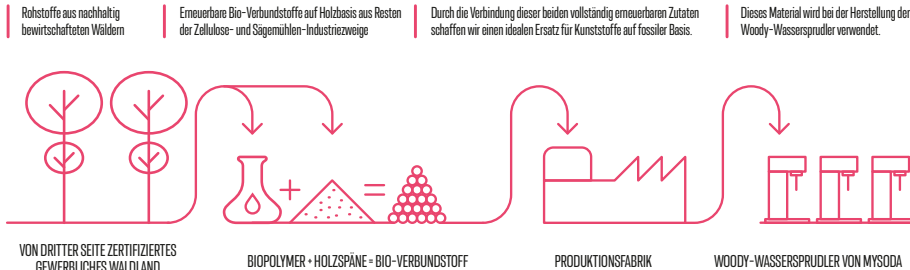 Rohstoffe aus nachhaltig
bewirtschafteten Wäldern
Erneuerbare Bio-Verbundstoffe auf Holzbasis aus Resten
der Zellulose- und Sägemühlen-Industriezweige
Durch die Verbindung dieser beiden vollständig erneuerbaren Zutaten
schaffen wir einen idealen Ersatz für Kunststoffe auf fossiler Basis.
Dieses Material wird bei der Herstellung der
Woody-Wassersprudler verwendet.
+
=
VON DRITTER SEITE ZERTIFIZIERTES
GEWERBLICHES WALDLAND
BIOPOLYMER + HOLZSPÄNE = BIO-VERBUNDSTOFF
PRODUKTIONSFABRIK
WOODY-WASSERSPRUDLER VON MYSODA